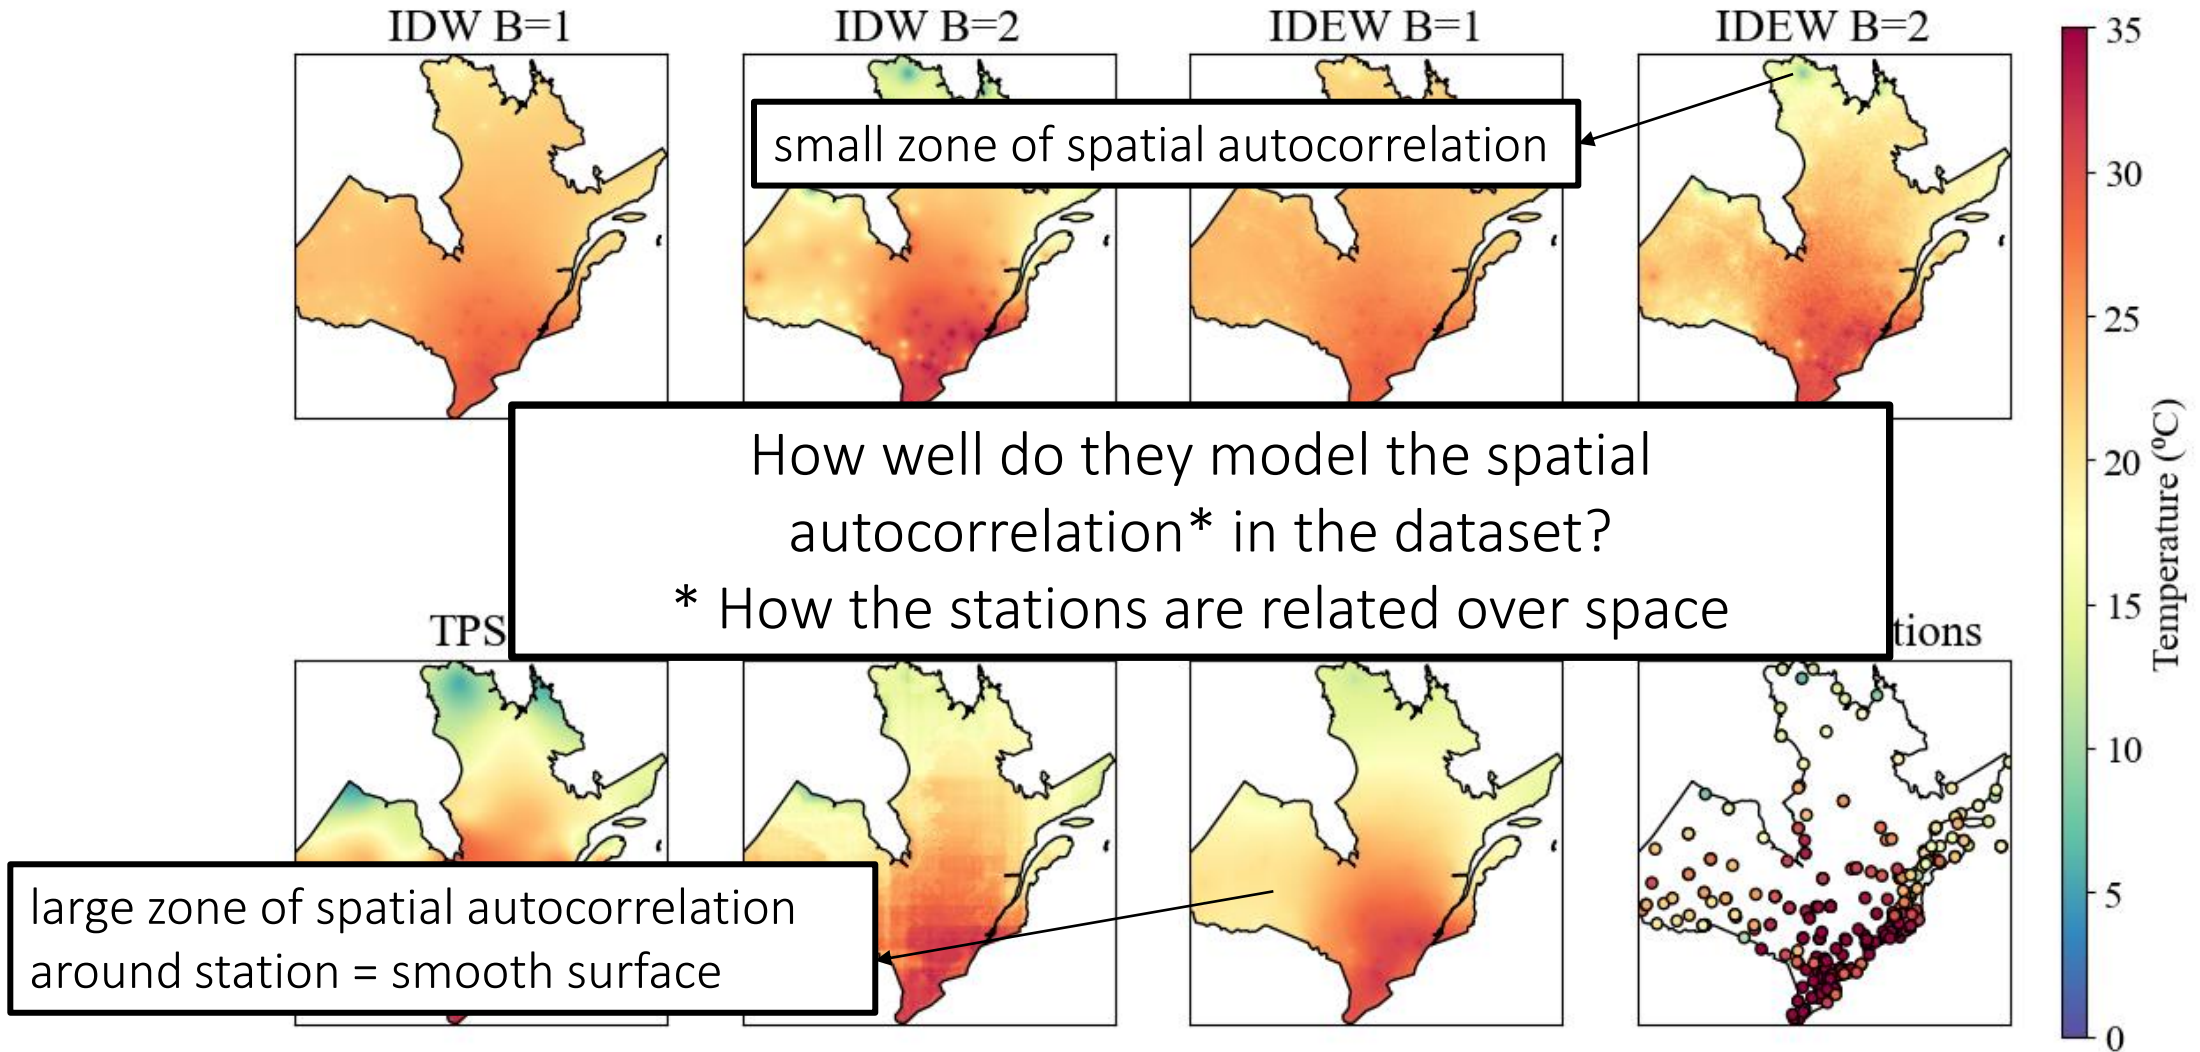 IDW B=1
IDW B=2
IDEW B=1
IDEW B=2
small zone of spatial autocorrelation
How well do they model the spatial
autocorrelation* in the dataset?
* How the stations are related over space
TPS
tions
large zone of spatial autocorrelation
around station = smooth surface
35
30
25
20
15
10
5
0
Temperature (ºC)